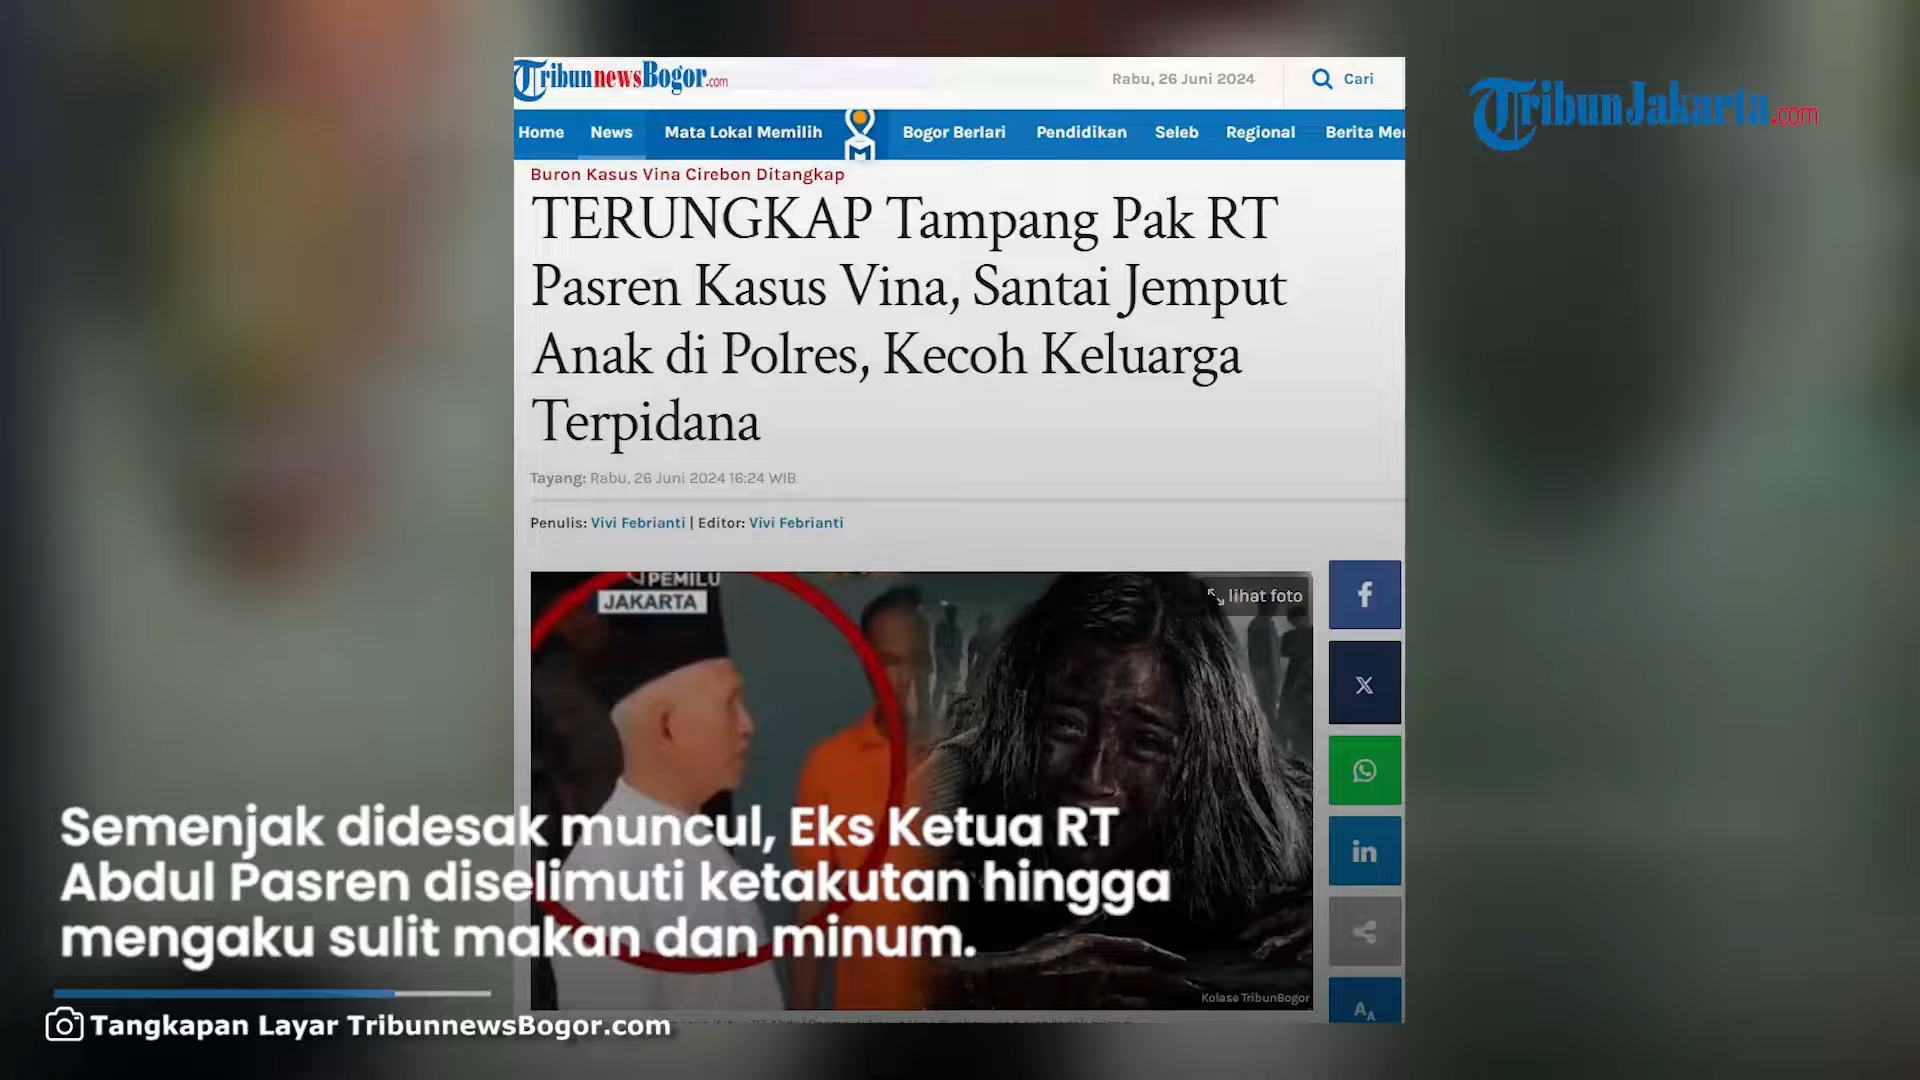 TribunnewsBogor.com
Rabu, 26 Juni 2024
Cari
TribunJakarta.com
Home News Mata Lokal Memilih Bogor Berlari Pendidikan Seleb Regional Berita Me
Buron Kasus Vina Cirebon Ditangkap
TERUNGKAP Tampang Pak RT
Pasren Kasus Vina, Santai Jemput
Anak di Polres, Kecoh Keluarga
Terpidana
Tayang: Rabu, 26 Juni 2024 16:24 WIB
Penulis: Vivi Febrianti | Editor: Vivi Febrianti
PEMILU
JAKARTA
lihat foto
Semenjak didesak muncul, Eks Ketua RT
Abdul Pasren diselimuti ketakutan hingga
mengaku sulit makan dan minum.
Kolase TribunBogor
AA
Tangkapan Layar TribunnewsBogor.com